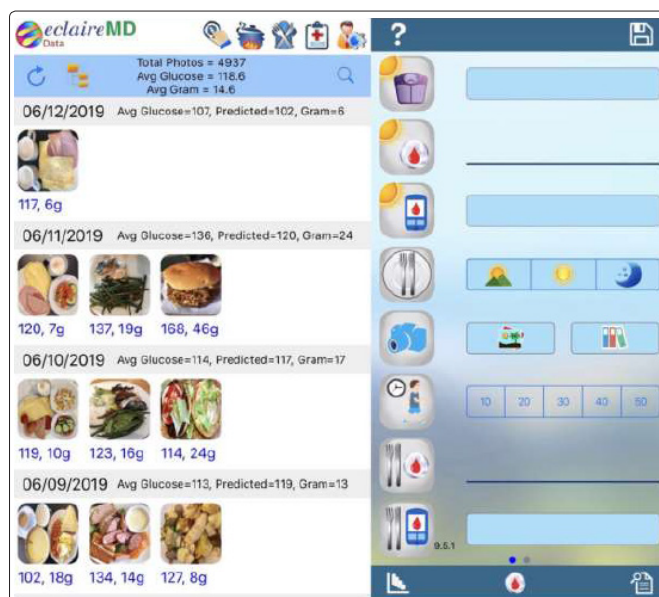 eclaireMD
Data
Total Photos = 4937
Avg Glucose = 118.6
Avg Gram = 14.6
06/12/2019 Avg Glucose=107, Predicted=102, Gram=6
117, 6g
06/11/2019 Avg Glucose=136, Predicted=120, Gram=24
120, 7g 137, 19g 168, 46g
06/10/2019 Avg Glucose=114, Predicted=117, Gram=17
119, 10g 123, 16g 114, 24g
06/09/2019 Avg Glucose=113, Predicted=119, Gram=13
102, 18g 134, 14g 127, 8g
?
10 20 30 40 50
9.5.1